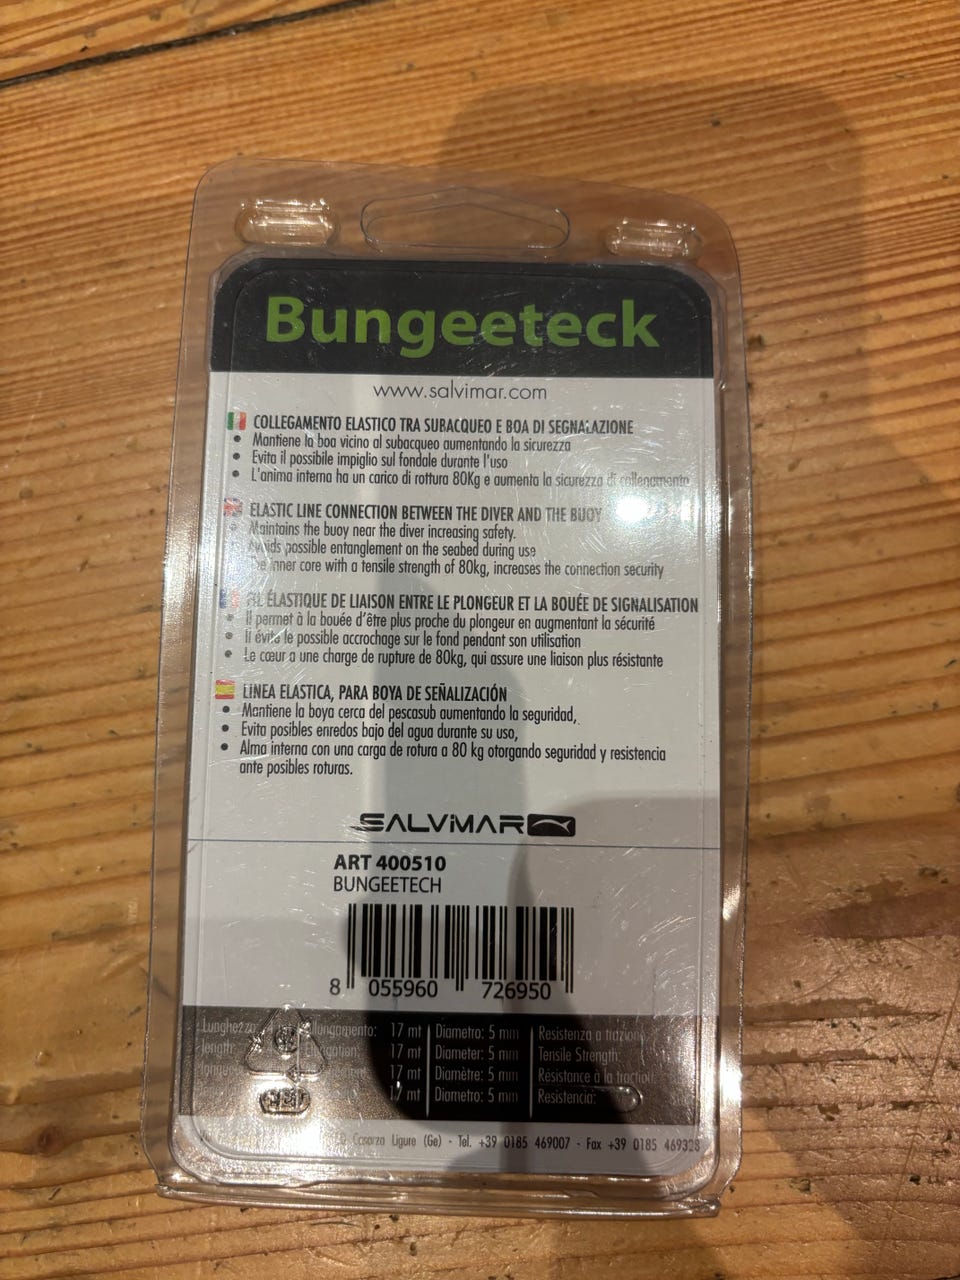 Bungeeteck
www.salvimar.com
COLLEGAMENTO ELASTICO TRA SUBACQUEO E BOA DI SEGNALAZIONE
• Mantiene la boa vicino al subacqueo aumentando la sicurezza
• Evita il possibile impiglio sul fondale durante l'uso
• L'anima interna ha un carico di rottura 80Kg e aumenta la sicurezza di collegamento
ELASTIC LINE CONNECTION BETWEEN THE DIVER AND THE BUOY
• Maintains the buoy near the diver increasing safety.
• Avoids possible entanglement on the seabed during use
• The inner core with a tensile strength of 80kg, increases the connection security
FIL ÉLASTIQUE DE LIAISON ENTRE LE PLONGEUR ET LA BOUÉE DE SIGNALISATION
• Il permet à la bouée d'être plus proche du plongeur en augmentant la sécurité
• Il évite le possible accrochage sur le fond pendant son utilisation
• Le cœur a une charge de rupture de 80kg, qui assure une liaison plus résistante
LINEA ELASTICA, PARA BOYA DE SEÑALIZACIÓN
• Mantiene la boya cerca del pescasub aumentando la seguridad,
• Evita posibles enredos bajo del agua durante su uso,
• Alma interna con una carga de rotura a 80 kg otorgando seguridad y resistencia
ante posibles roturas.
SALVIMAR
ART 400510
BUNGEETECH
8 055960 726950
Lunghezza Allungamento: 17 mt Diametro: 5 mm Resistenza a trazione
length: 17 mt Diameter: 5 mm Tensile Strength:
17 mt Diamètre: 5 mm Résistance à la traction:
17 mt Diametro: 5 mm Resistencia:
PET
Casarza Ligure (Ge) - Tel. +39 0185 469007 - Fax +39 0185 469328